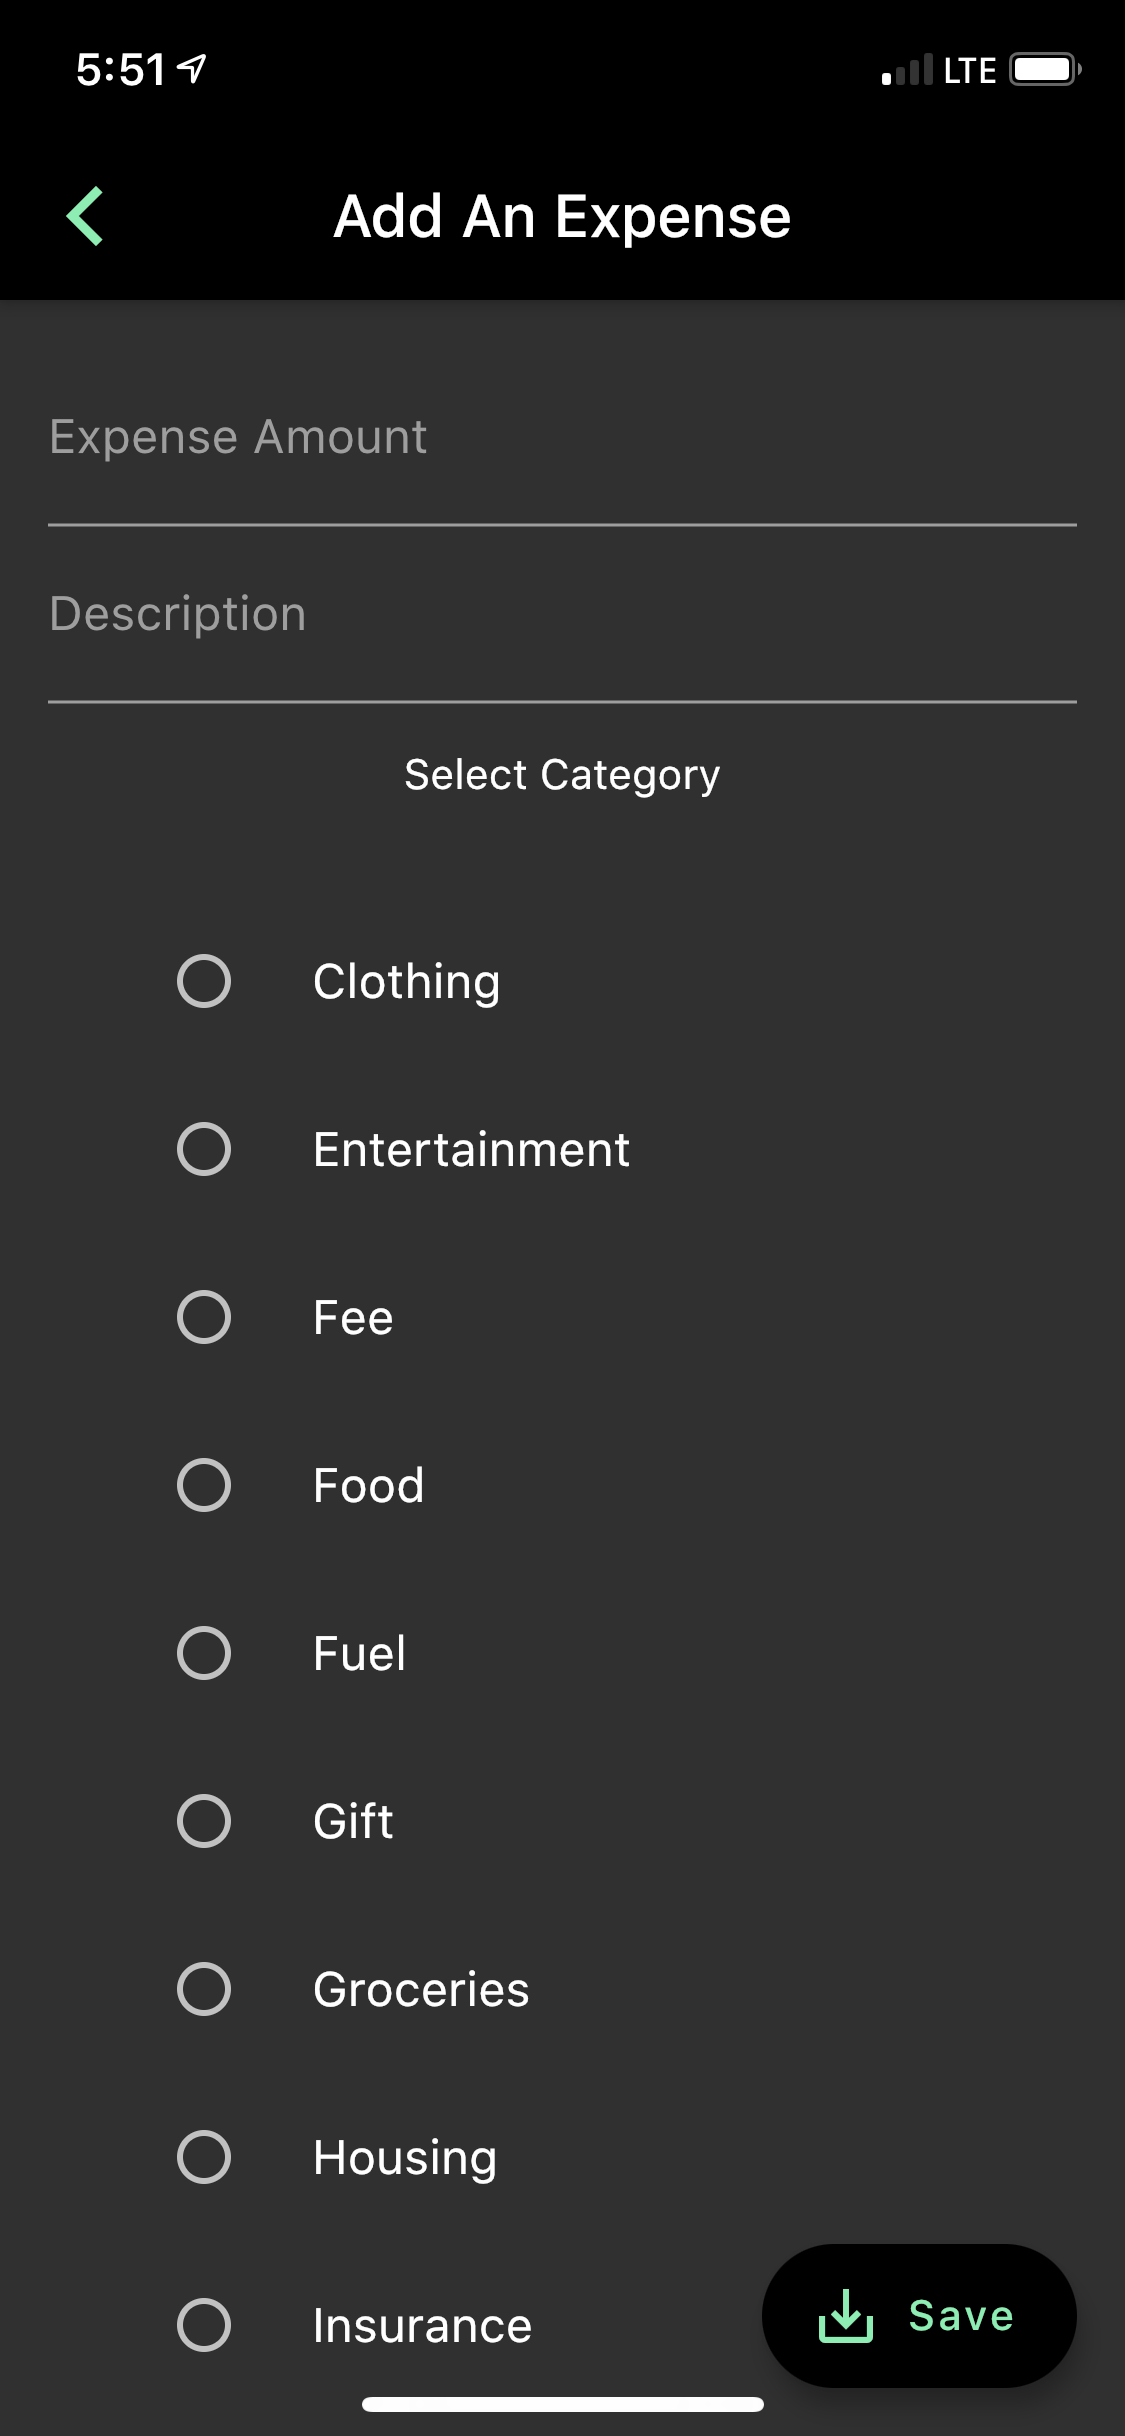 5:51 LTE
Add An Expense
Expense Amount
Description
Select Category
Clothing
Entertainment
Fee
Food
Fuel
Gift
Groceries
Housing
Insurance
Save